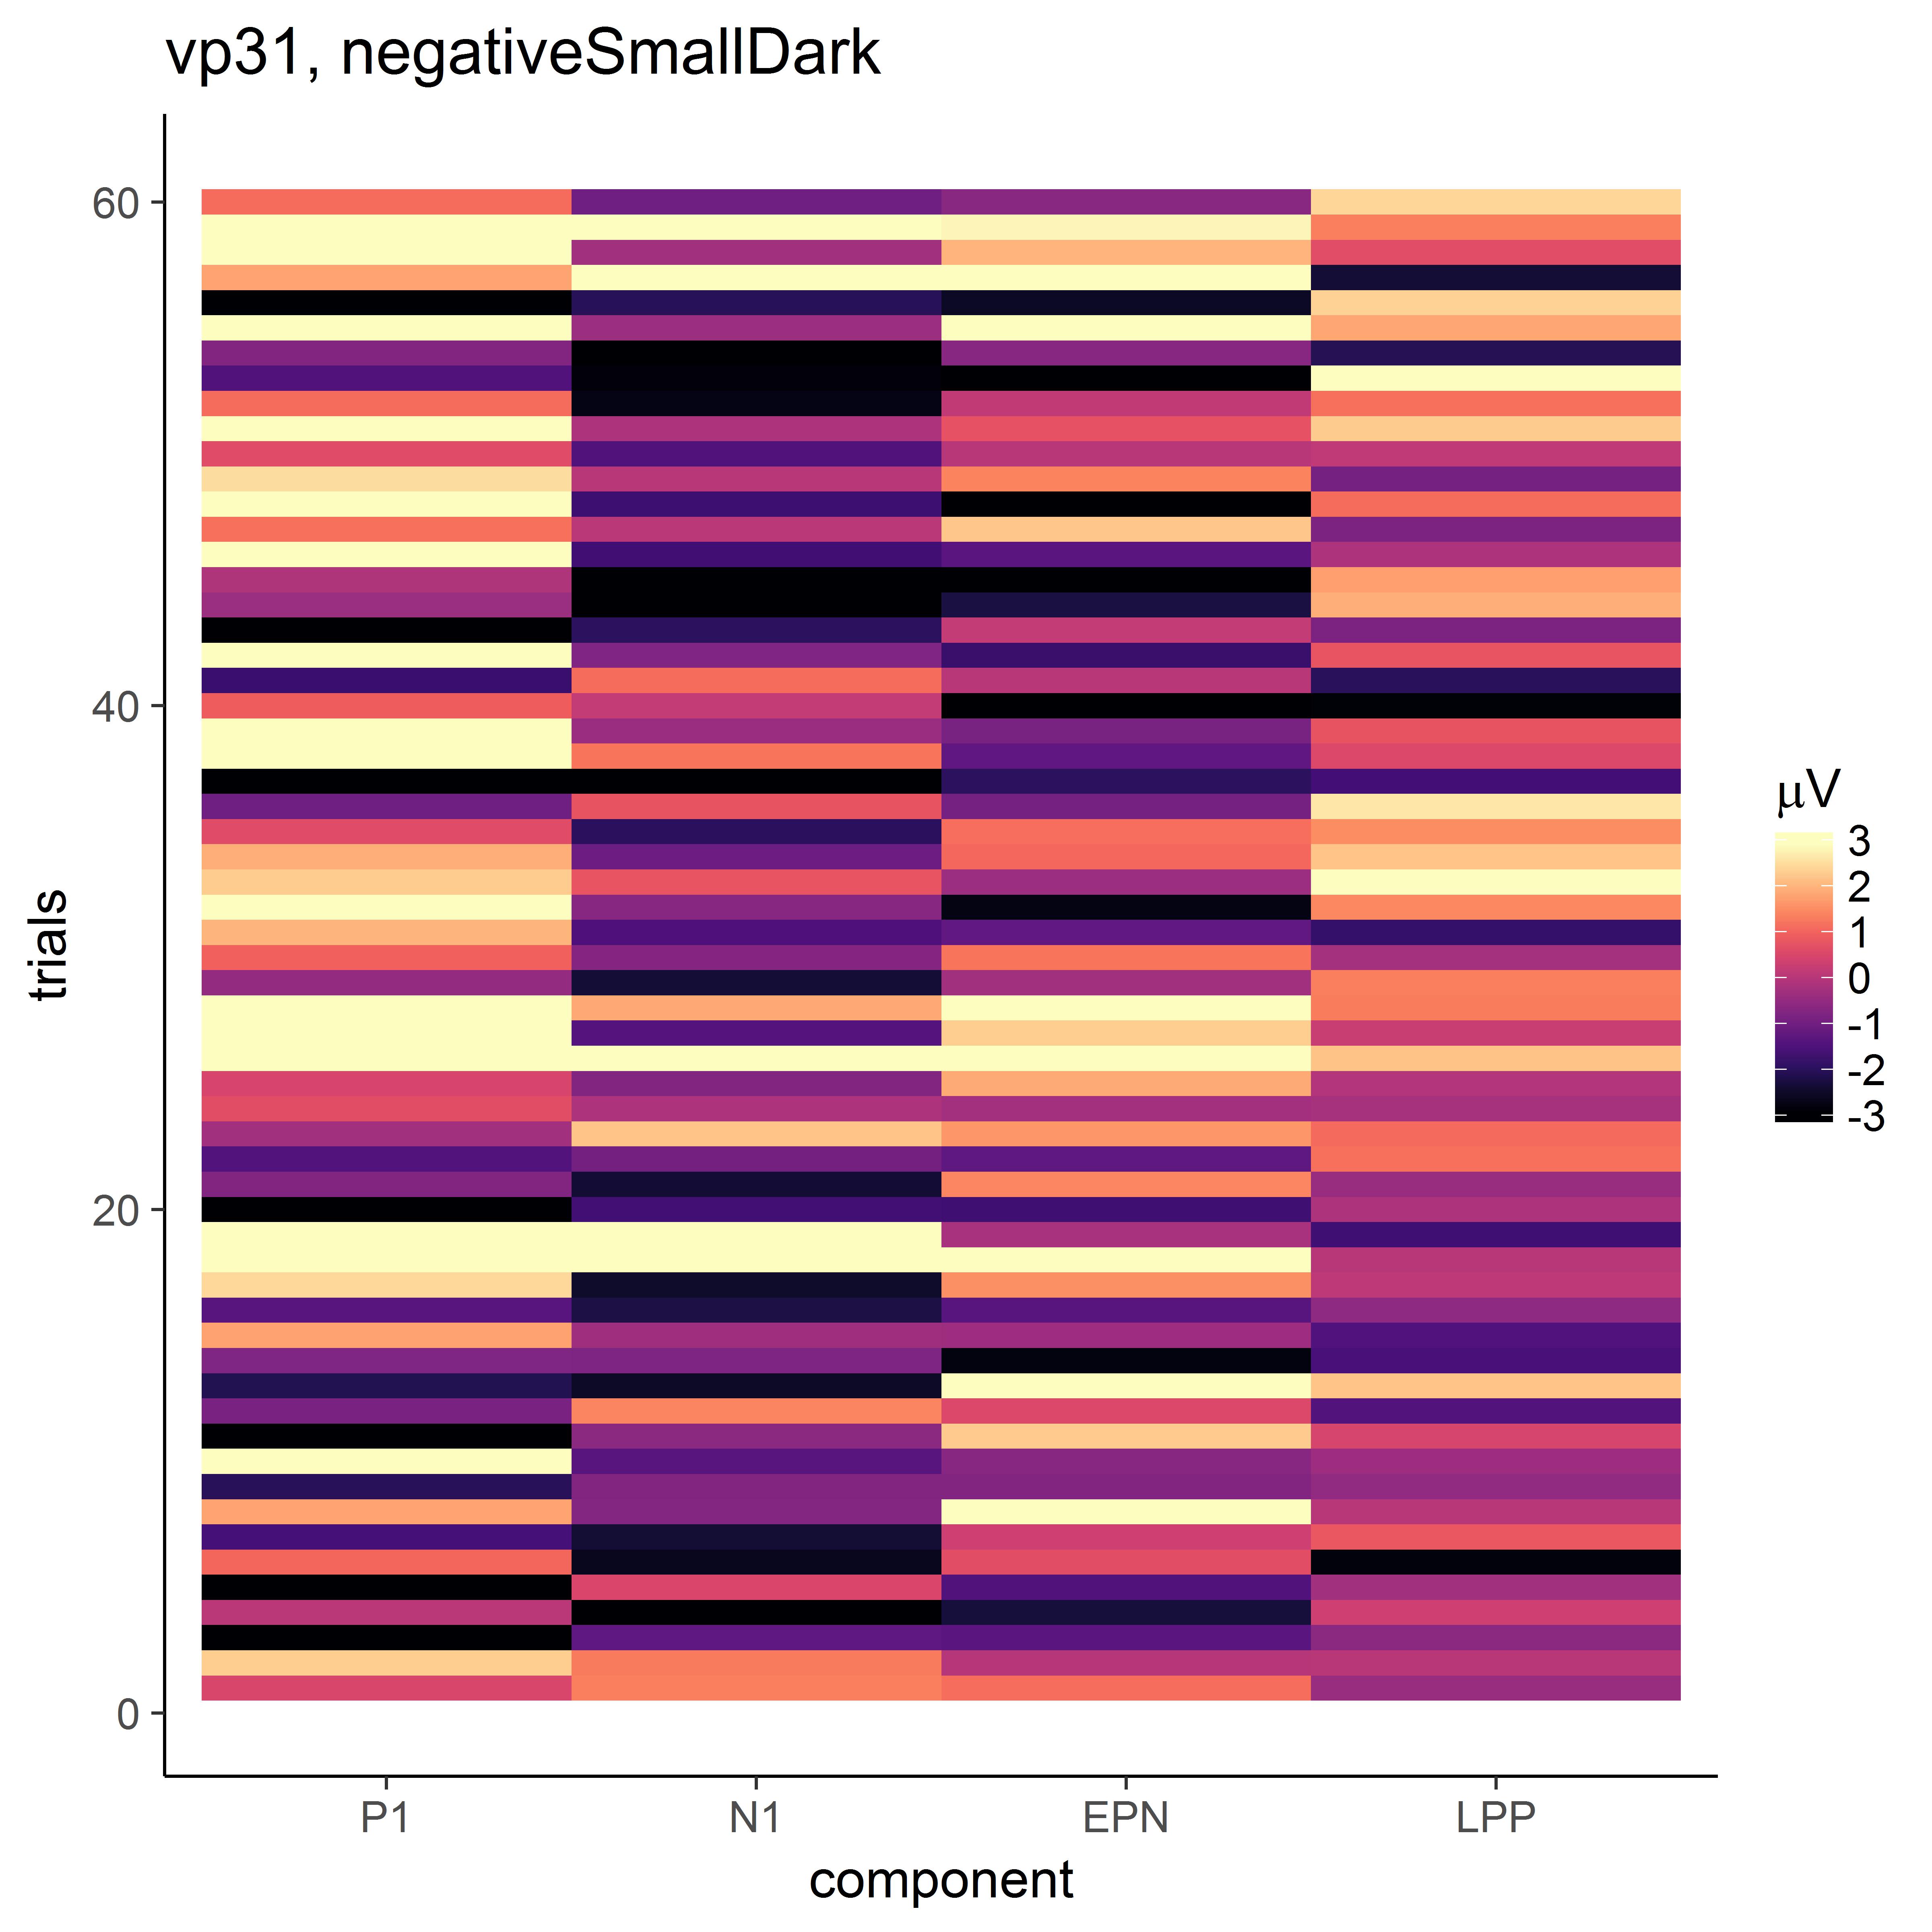 vp31, negativeSmallDark
60
40
20
0
trials
P1 N1 EPN LPP
component
μV
3
2
1
0
-1
-2
-3